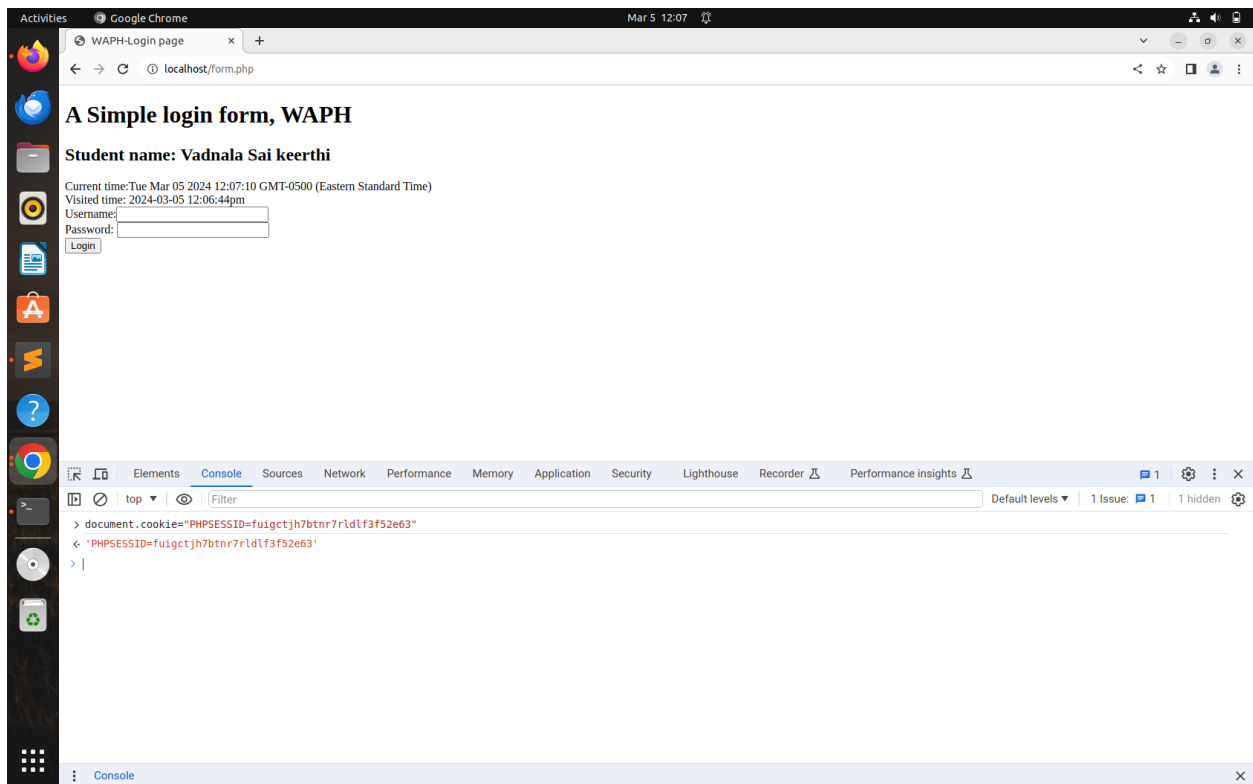 Activities Google Chrome Mar 5 12:07
WAPH-Login page
localhost/form.php
A Simple login form, WAPH
Student name: Vadnala Sai keerthi
Current time:Tue Mar 05 2024 12:07:10 GMT-0500 (Eastern Standard Time)
Visited time: 2024-03-05 12:06:44pm
Username:
Password:
Login
Elements Console Sources Network Performance Memory Application Security Lighthouse Recorder Performance insights 1
top Filter Default levels 1 Issue: 1 1 hidden
> document.cookie="PHPSESSID=fuigctjh7btnr7rldlf3f52e63"
'PHPSESSID=fuigctjh7btnr7rldlf3f52e63'
>
Console